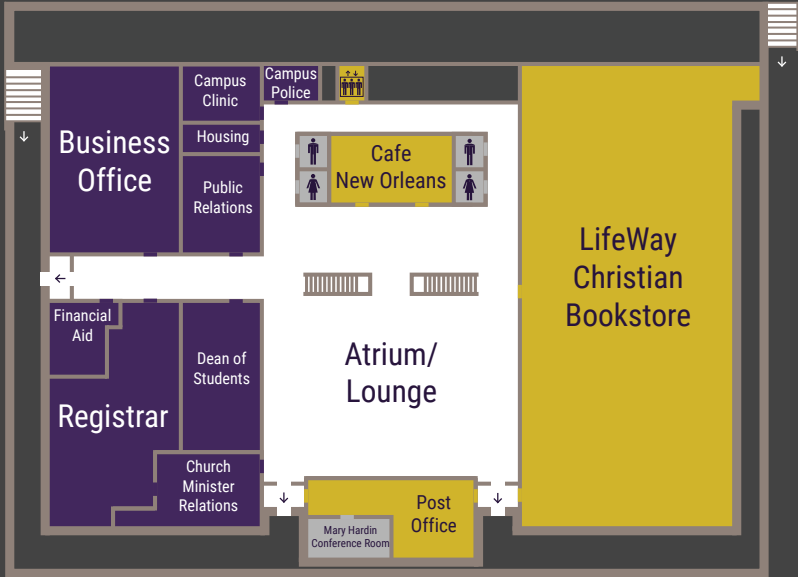 Campus
Police
Campus
Clinic
Business
Office
Housing
Cafe
New Orleans
Public
Relations
LifeWay
Christian
Bookstore
Financial
Aid
Atrium/
Lounge
Dean of
Students
Registrar
Church
Minister
Relations
Post
Office
Mary Hardin
Conference Room